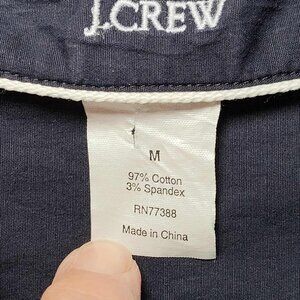 J.CREW
M
97% Cotton
3% Spandex
RN77388
Made in China